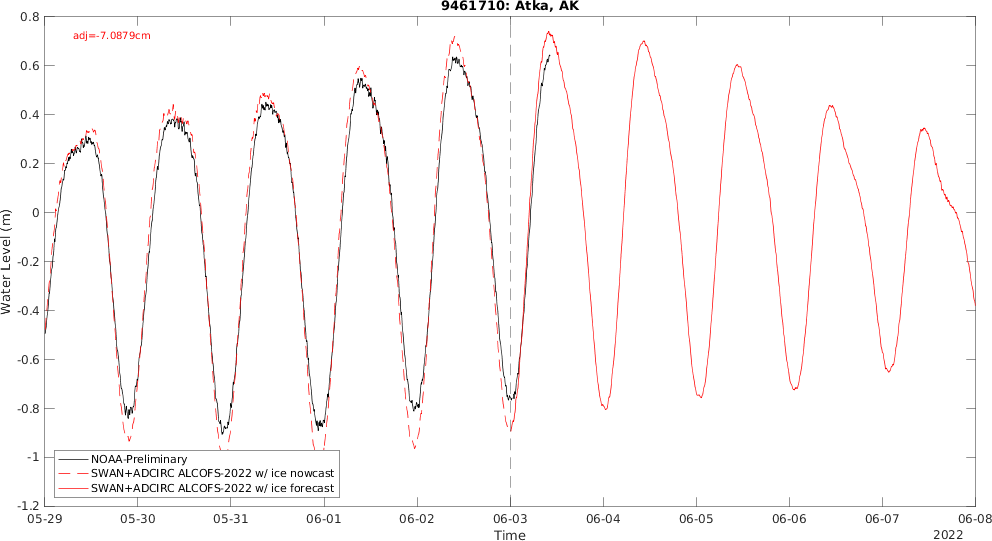 9461710: Atka, AK
adj=-7.0879cm
0.8
0.6
0.4
0.2
0
-0.2
-0.4
-0.6
-0.8
-1
-1.2
Water Level (m)
NOAA-Preliminary
SWAN+ADCIRC ALCOFS-2022 w/ ice nowcast
SWAN+ADCIRC ALCOFS-2022 w/ ice forecast
05-29 05-30 05-31 06-01 06-02 06-03 06-04 06-05 06-06 06-07 06-08
Time
2022